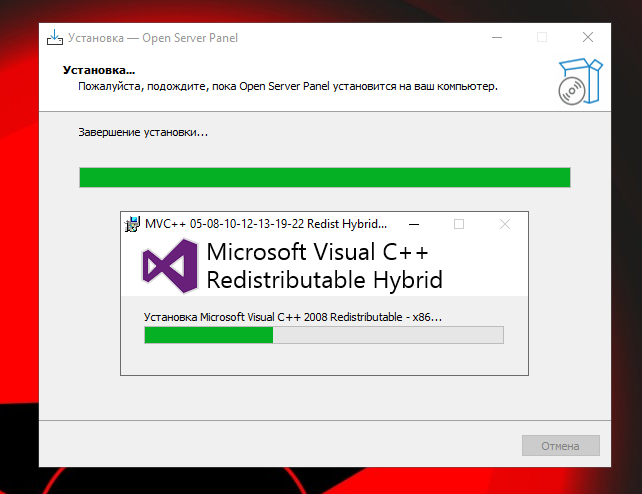 Установка — Open Server Panel
Установка...
Пожалуйста, подождите, пока Open Server Panel установится на ваш компьютер.
Завершение установки...
MVC++ 05-08-10-12-13-19-22 Redist Hybrid...
Microsoft Visual C++
Redistributable Hybrid
Установка Microsoft Visual C++ 2008 Redistributable - x86...
Отмена